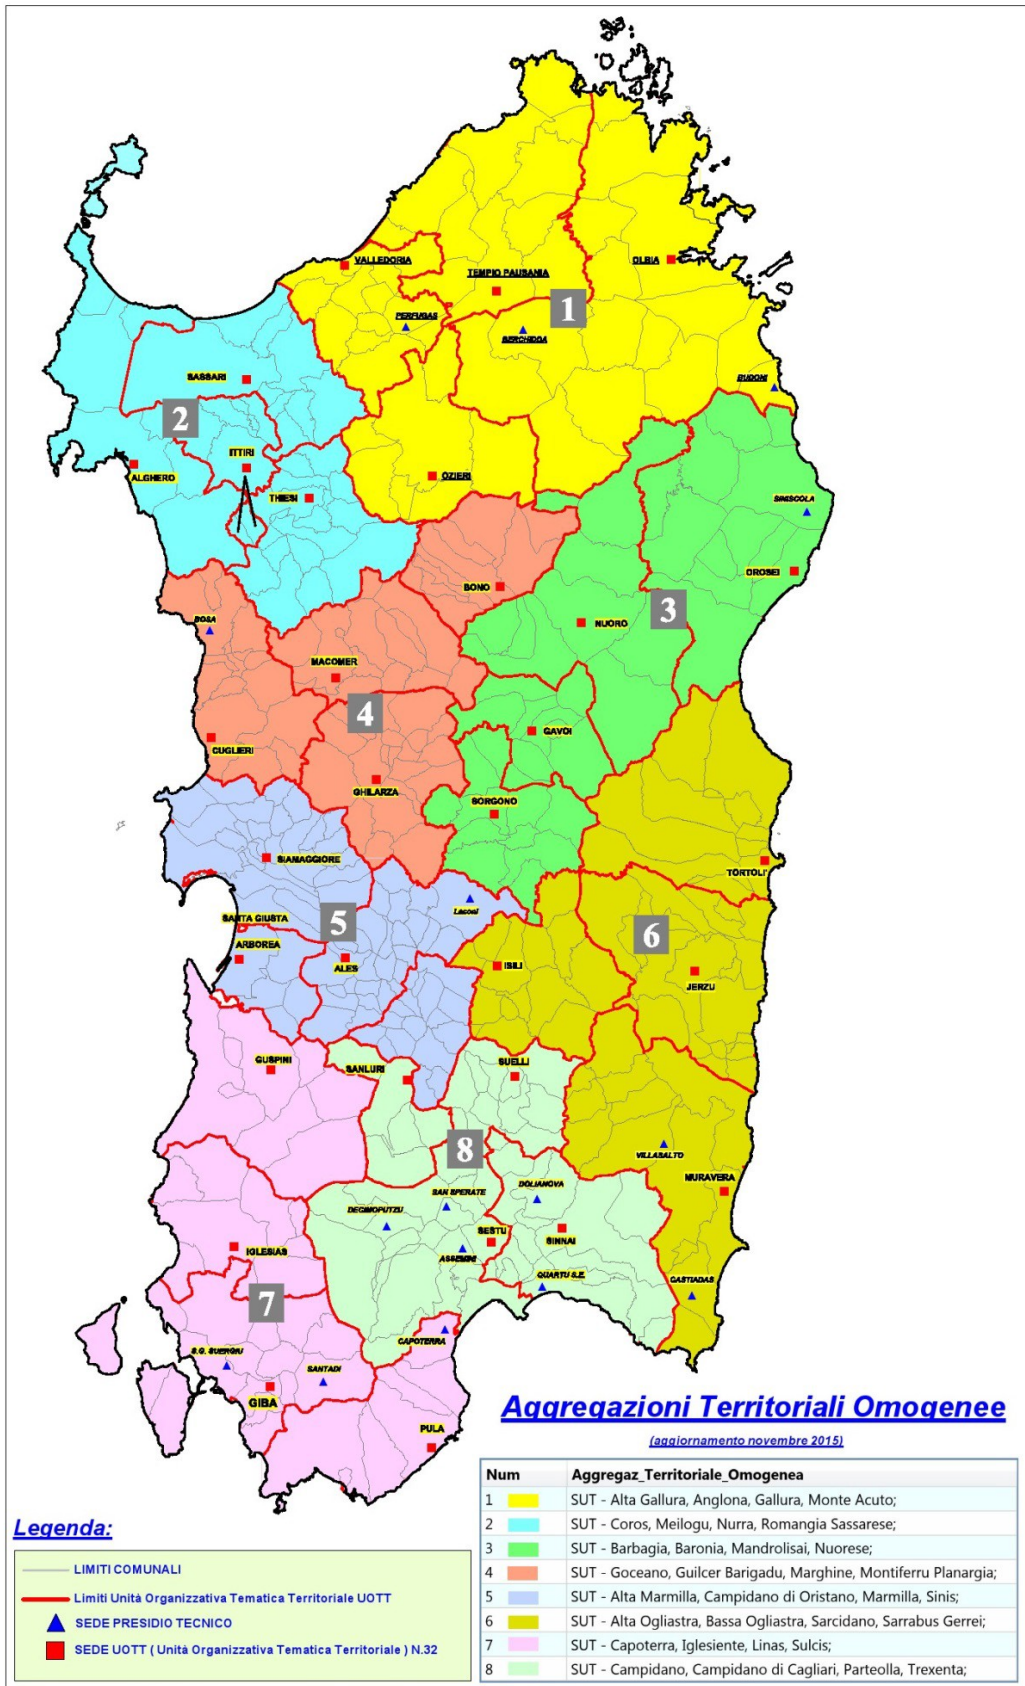 VALLEDORIA
TEMPIO PAUSANIA
OLBIA
1
PERFUGAS
BERCHIDDA
BUDONI
SASSARI
2
ITTIRI
ALGHERO
THIESI
OZIERI
SINISCOLA
BONO
OROSEI
3
NUORO
BOSA
MACOMER
4
GAVOI
CUGLIERI
GHILARZA
SORGONO
SIAMAGGIORE
TORTOLI'
Laconi
SANTA GIUSTA
5
6
ARBOREA
ALES
ISILI
JERZU
GUSPINI
SANLURI
SUELLI
8
VILLASALTO
MURAVERA
DOLIANOVA
SAN SPERATE
DECIMOPUTZU
SESTU
SINNAI
IGLESIAS
ASSEMINI
QUARTU S.E.
CASTIADAS
7
CAPOTERRA
S.G. SUERGIU
SANTADI
GIBA
PULA
Aggregazioni Territoriali Omogenee
(aggiornamento novembre 2015)
Num Aggregaz_Territoriale_Omogenea
1 SUT - Alta Gallura, Anglona, Gallura, Monte Acuto;
2 SUT - Coros, Meilogu, Nurra, Romangia Sassarese;
3 SUT - Barbagia, Baronia, Mandrolisai, Nuorese;
4 SUT - Goceano, Guilcer Barigadu, Marghine, Montiferru Planargia;
5 SUT - Alta Marmilla, Campidano di Oristano, Marmilla, Sinis;
6 SUT - Alta Ogliastra, Bassa Ogliastra, Sarcidano, Sarrabus Gerrei;
7 SUT - Capoterra, Iglesiente, Linas, Sulcis;
8 SUT - Campidano, Campidano di Cagliari, Parteolla, Trexenta;
Legenda:
LIMITI COMUNALI
Limiti Unità Organizzativa Tematica Territoriale UOTT
SEDE PRESIDIO TECNICO
SEDE UOTT ( Unità Organizzativa Tematica Territoriale ) N.32